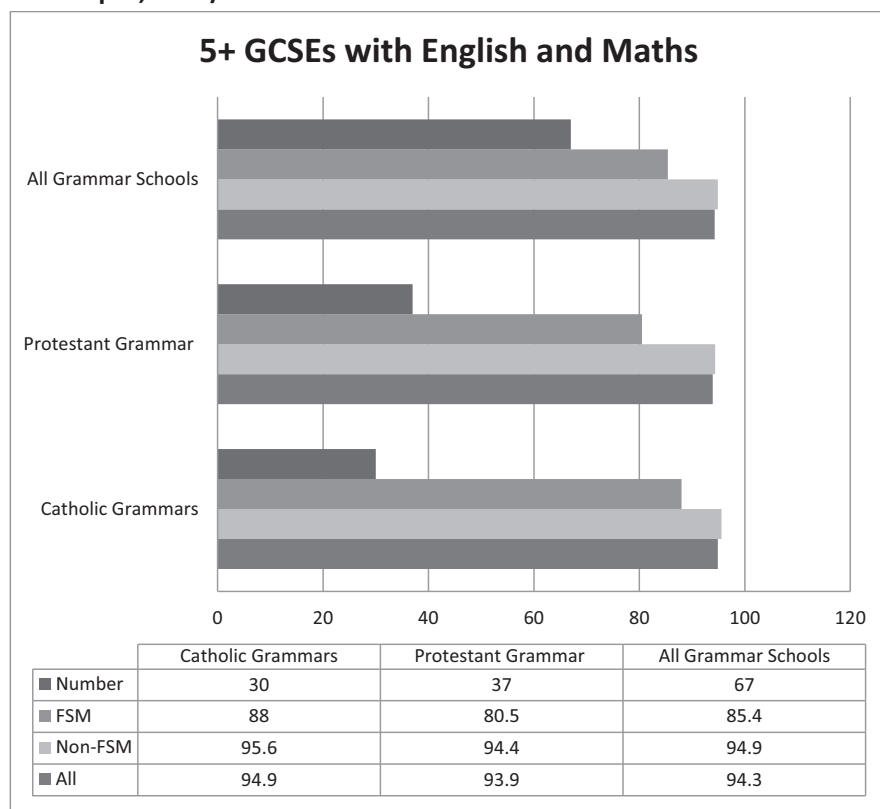 5+ GCSEs with English and Maths
All Grammar Schools
Protestant Grammar
Catholic Grammars
0 20 40 60 80 100 120
Catholic Grammars Protestant Grammar All Grammar Schools
Number 30 37 67
FSM 88 80.5 85.4
Non-FSM 95.6 94.4 94.9
All 94.9 93.9 94.3